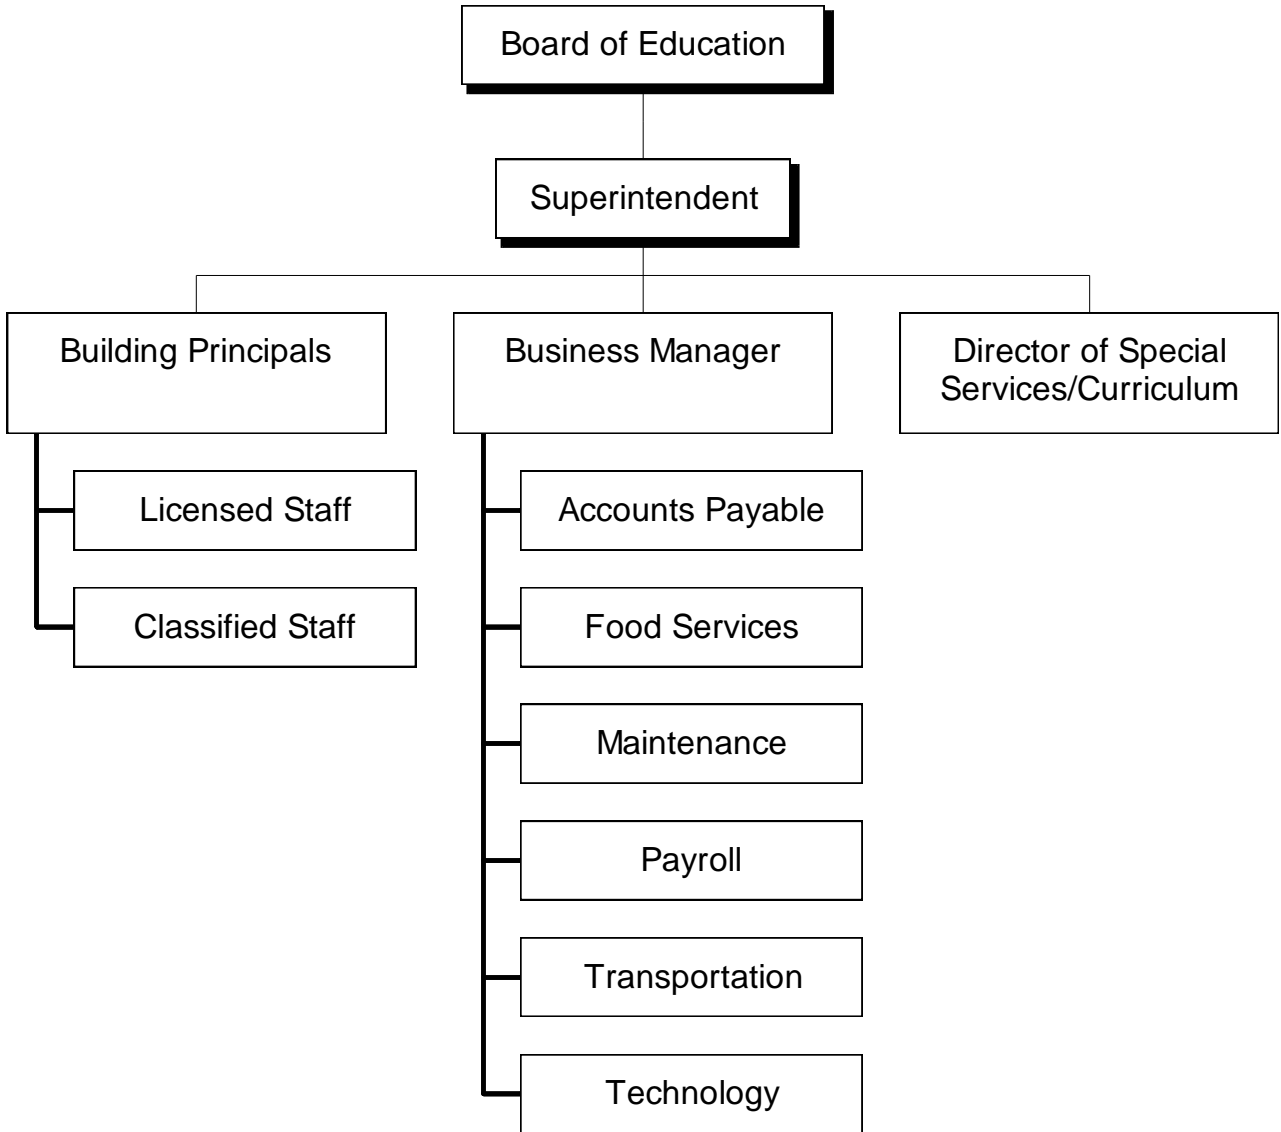 Board of Education
Superintendent
Building Principals
Business Manager
Director of Special
Services/Curriculum
Licensed Staff
Accounts Payable
Classified Staff
Food Services
Maintenance
Payroll
Transportation
Technology